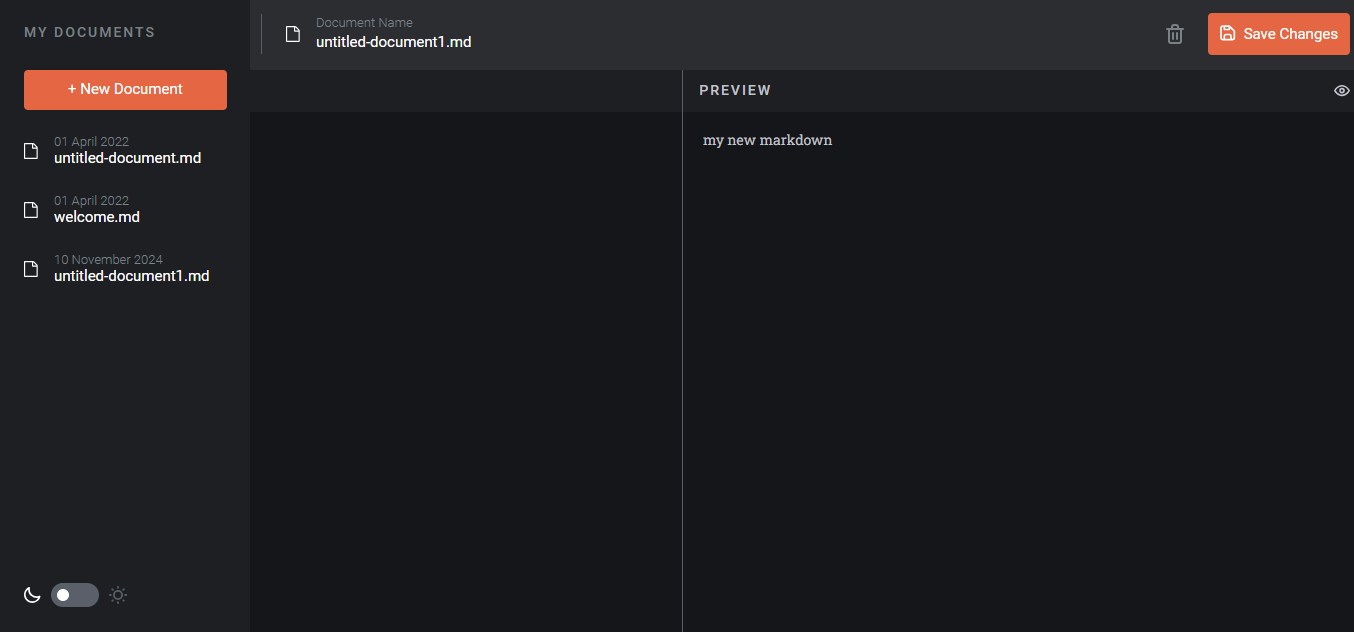 MY DOCUMENTS
+ New Document
01 April 2022
untitled-document.md
01 April 2022
welcome.md
10 November 2024
untitled-document1.md
Document Name
untitled-document1.md
Save Changes
PREVIEW
my new markdown